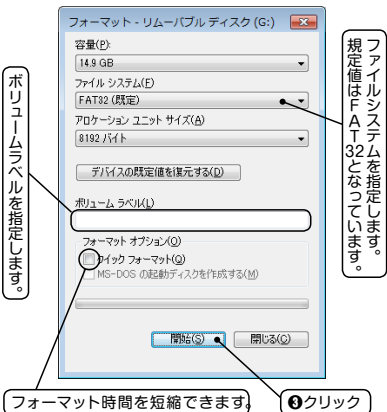 フォーマット - リムーバブル ディスク (G:)
容量(P):
14.9 GB
ファイル システム(F)
FAT32 (既定)
アロケーション ユニット サイズ(A)
8192 バイト
デバイスの既定値を復元する(D)
ボリューム ラベル(L)
フォーマット オプション(O)
クイック フォーマット(Q)
MS-DOS の起動ディスクを作成する(M)
開始(S)
閉じる(C)
ファイルシステムを指定します。
規定値はFAT32となっています。
ボリュームラベルを指定します。
フォーマット時間を短縮できます。
❸クリック